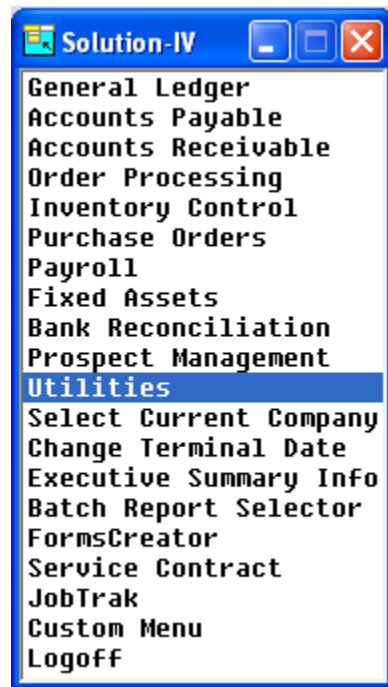 Solution-IV
General Ledger
Accounts Payable
Accounts Receivable
Order Processing
Inventory Control
Purchase Orders
Payroll
Fixed Assets
Bank Reconciliation
Prospect Management
Utilities
Select Current Company
Change Terminal Date
Executive Summary Info
Batch Report Selector
FormsCreator
Service Contract
JobTrak
Custom Menu
Logoff